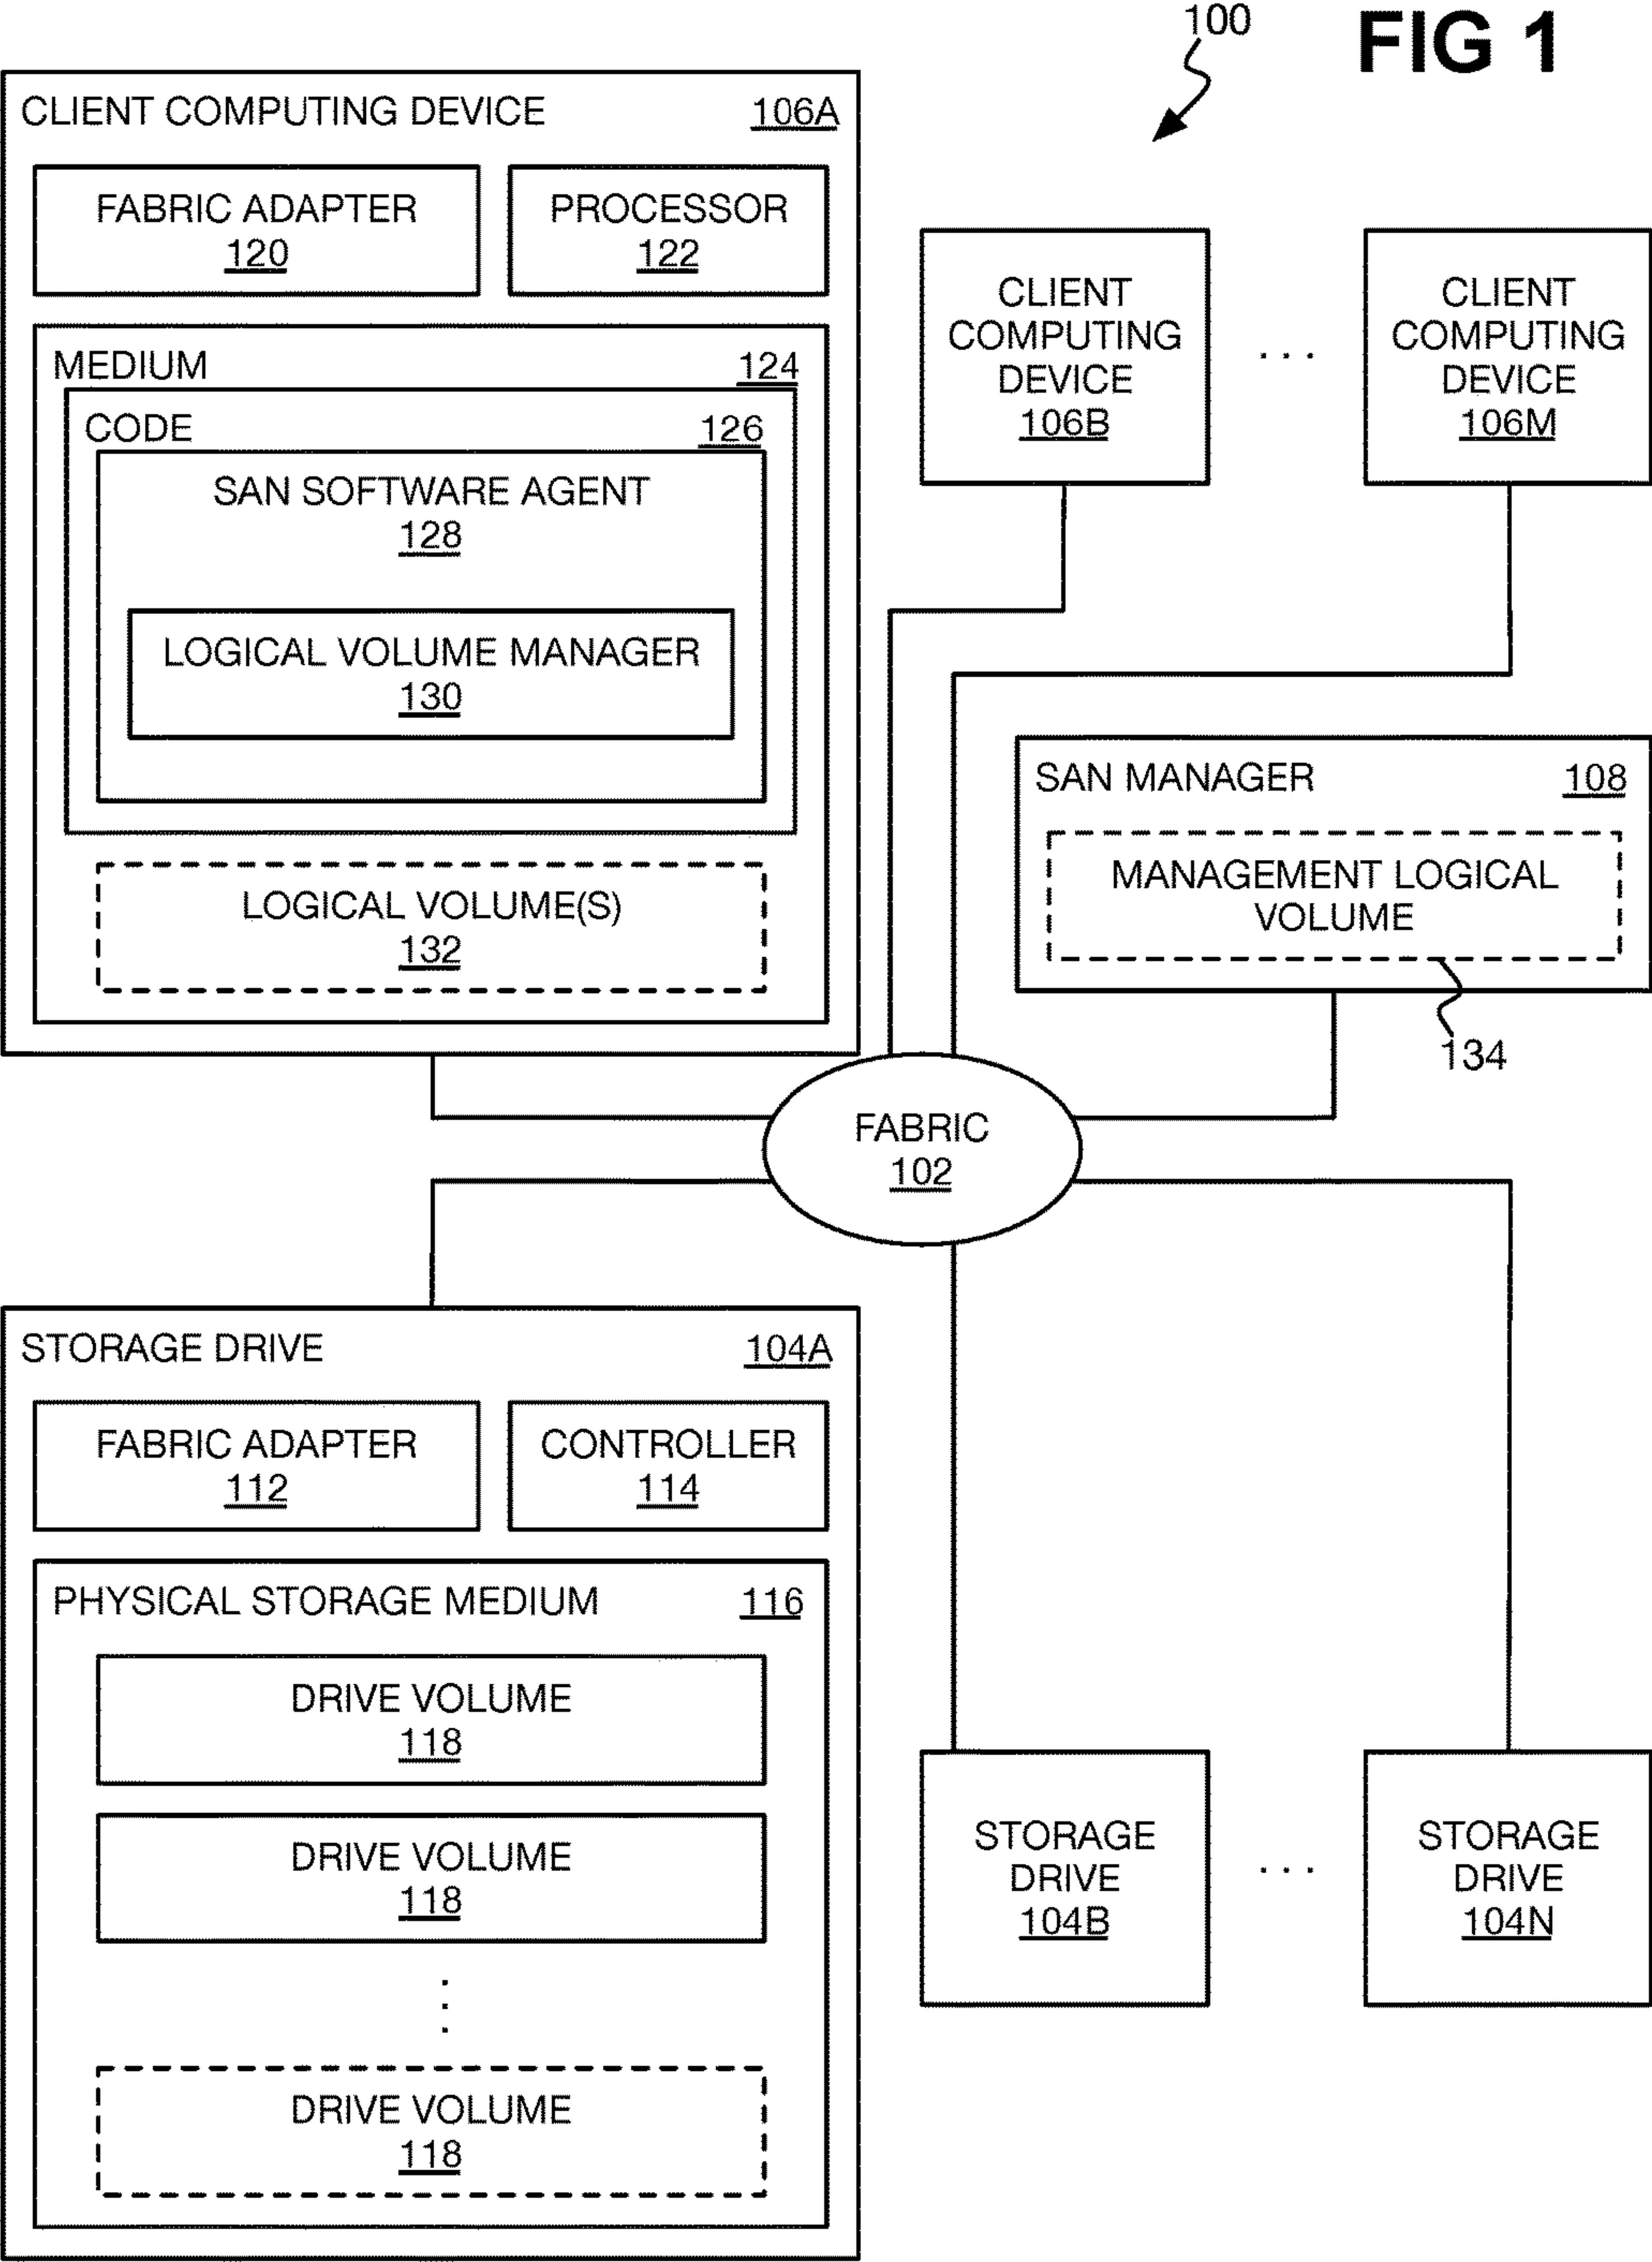 100
FIG 1
CLIENT COMPUTING DEVICE 106A
FABRIC ADAPTER
120
PROCESSOR
122
MEDIUM 124
CODE 126
SAN SOFTWARE AGENT
128
LOGICAL VOLUME MANAGER
130
LOGICAL VOLUME(S)
132
CLIENT
COMPUTING
DEVICE
106B
. . .
CLIENT
COMPUTING
DEVICE
106M
SAN MANAGER 108
MANAGEMENT LOGICAL
VOLUME
134
FABRIC
102
STORAGE DRIVE 104A
FABRIC ADAPTER
112
CONTROLLER
114
PHYSICAL STORAGE MEDIUM 116
DRIVE VOLUME
118
DRIVE VOLUME
118
DRIVE VOLUME
118
STORAGE
DRIVE
104B
. . .
STORAGE
DRIVE
104N